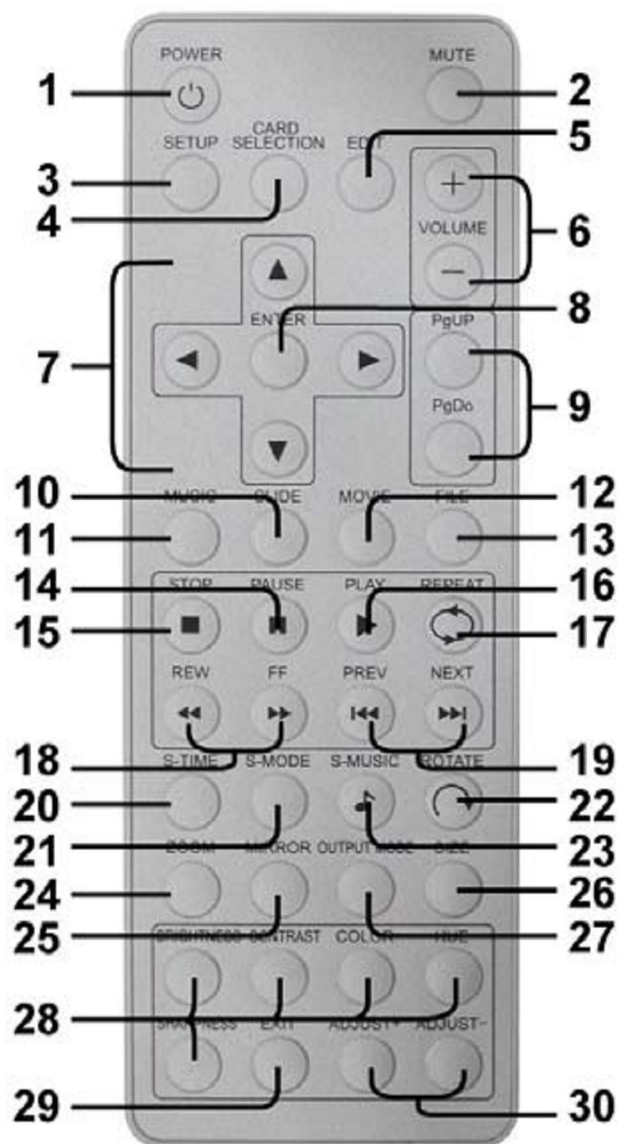 POWER MUTE
1 2
SETUP CARD SELECTION EDIT 5
3 4
+
VOLUME 6
−
ENTER 8
PgUP
7 9
PgDo
10 12
MUSIC SLIDE MOVIE FILE
11 13
STOP PAUSE PLAY REPEAT
14 16
15 17
REW FF PREV NEXT
18 19
S-TIME S-MODE S-MUSIC ROTATE
20 22
21 23
ZOOM MIRROR OUTPUT MODE SIZE
24 26
25 27
BRIGHTNESS CONTRAST COLOR HUE
28
SHARPNESS EXIT ADJUST+ ADJUST−
29 30